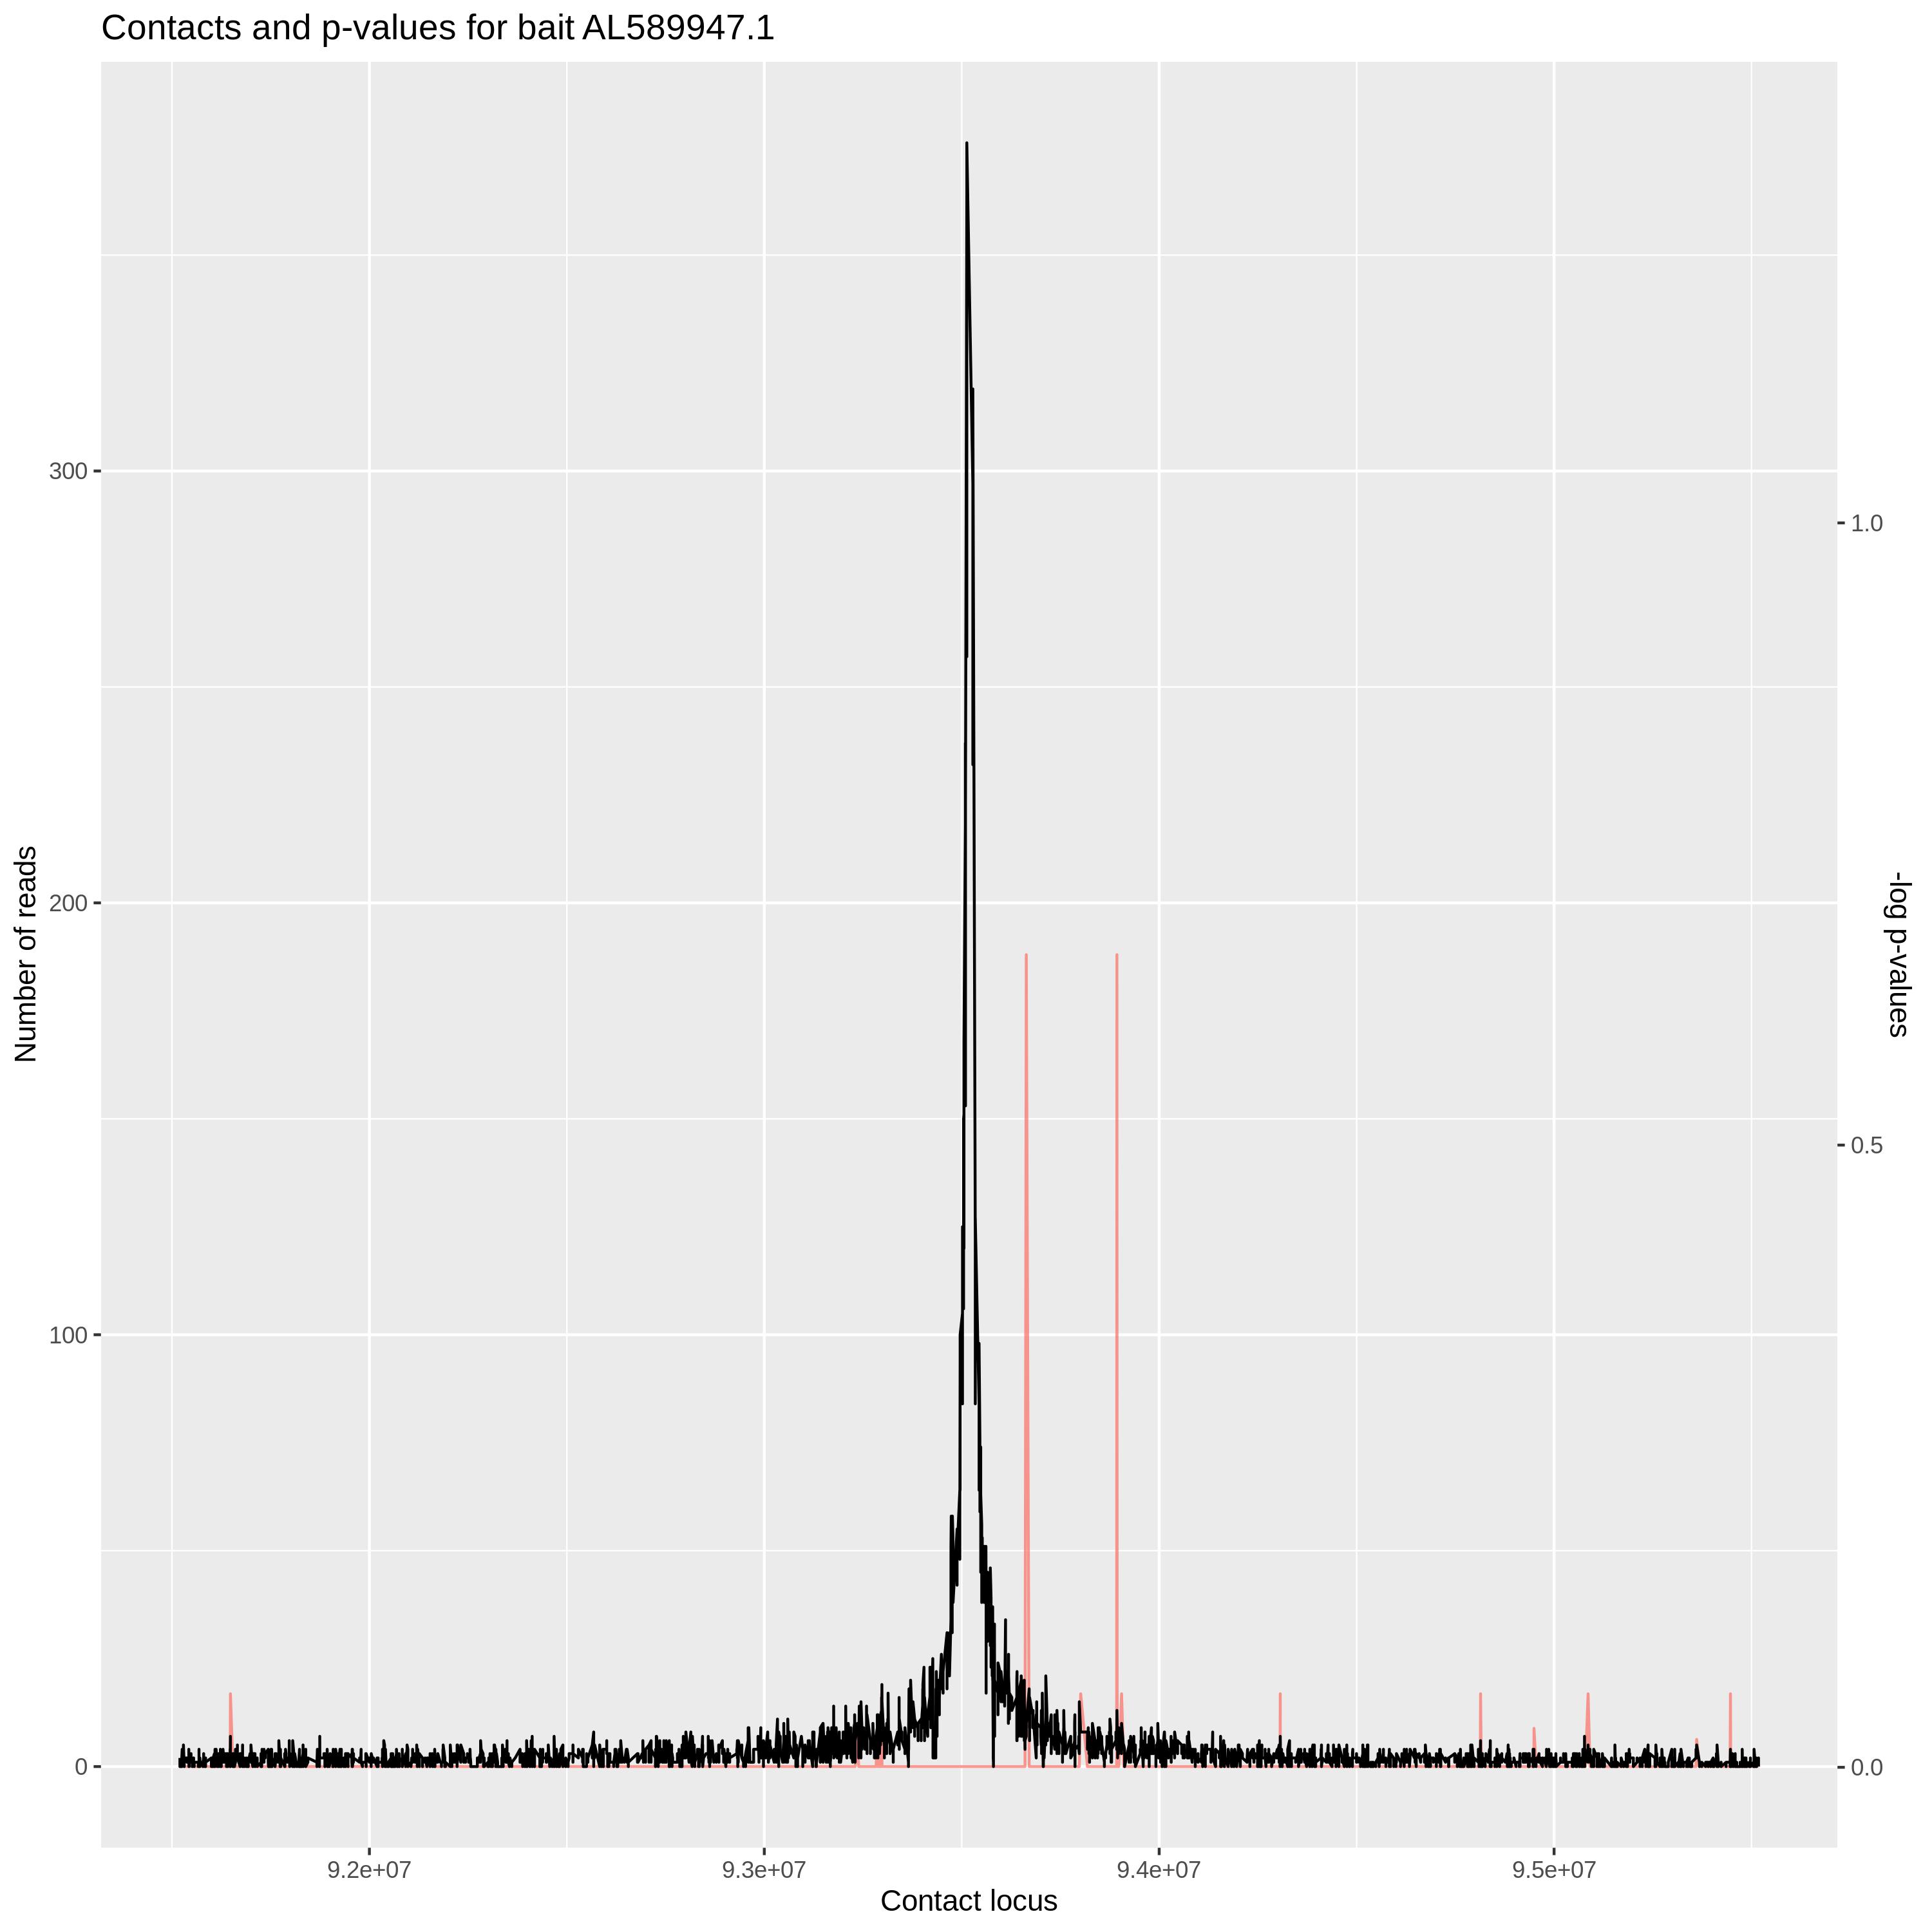 Contacts and p-values for bait AL589947.1
Number of reads
300
200
100
0
-log p-values
1.0
0.5
0.0
9.2e+07
9.3e+07
9.4e+07
9.5e+07
Contact locus